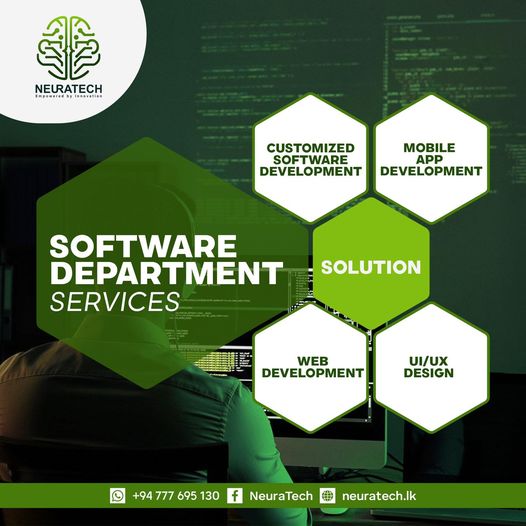 NEURATECH
Empowered by Innovation
CUSTOMIZED
SOFTWARE
DEVELOPMENT
MOBILE
APP
DEVELOPMENT
SOFTWARE
DEPARTMENT
SERVICES
SOLUTION
WEB
DEVELOPMENT
UI/UX
DESIGN
+94 777 695 130 NeuraTech neuratech.lk